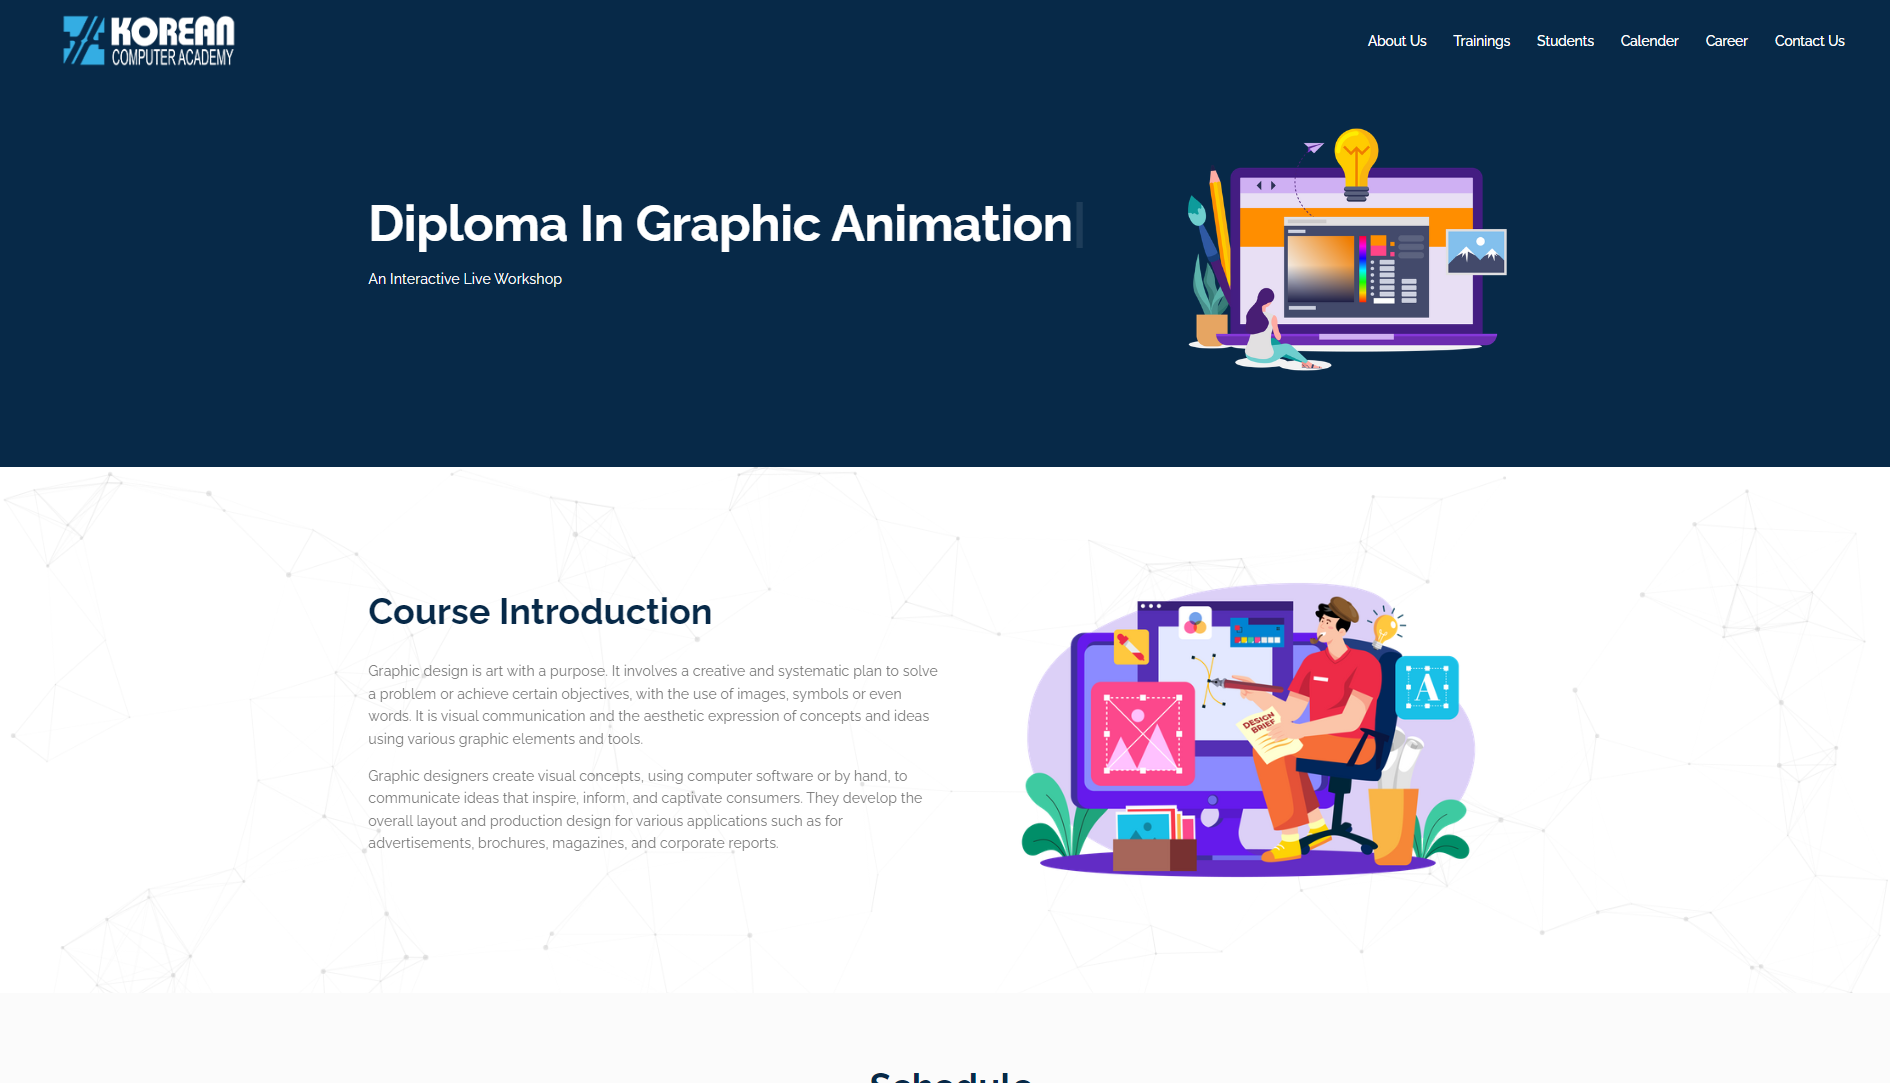 KOREAN
COMPUTER ACADEMY
About Us
Trainings
Students
Calender
Career
Contact Us
Diploma In Graphic Animation
An Interactive Live Workshop
Course Introduction
Graphic design is art with a purpose. It involves a creative and systematic plan to solve
a problem or achieve certain objectives, with the use of images, symbols or even
words. It is visual communication and the aesthetic expression of concepts and ideas
using various graphic elements and tools.
Graphic designers create visual concepts, using computer software or by hand, to
communicate ideas that inspire, inform, and captivate consumers. They develop the
overall layout and production design for various applications such as for
advertisements, brochures, magazines, and corporate reports.
DESIGN
BRIEF
A
Schedule